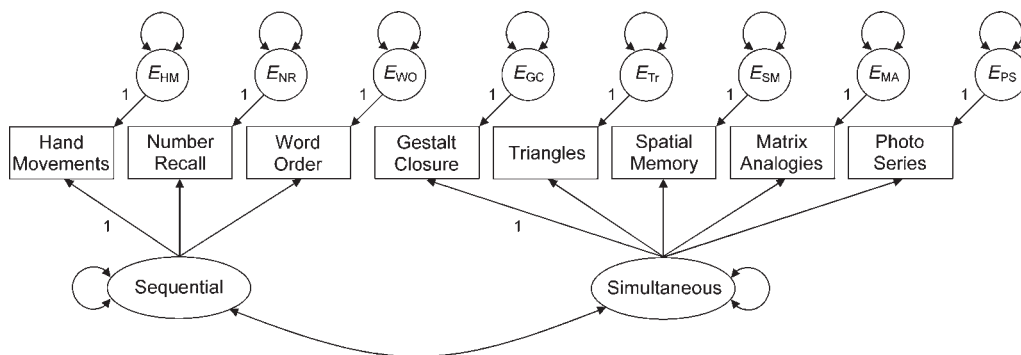 E_HM E_NR E_WO E_GC E_Tr E_SM E_MA E_PS
1 1 1 1 1 1 1 1
Hand Number Word Gestalt Triangles Spatial Matrix Photo
Movements Recall Order Closure Memory Analogies Series
1 1
Sequential Simultaneous